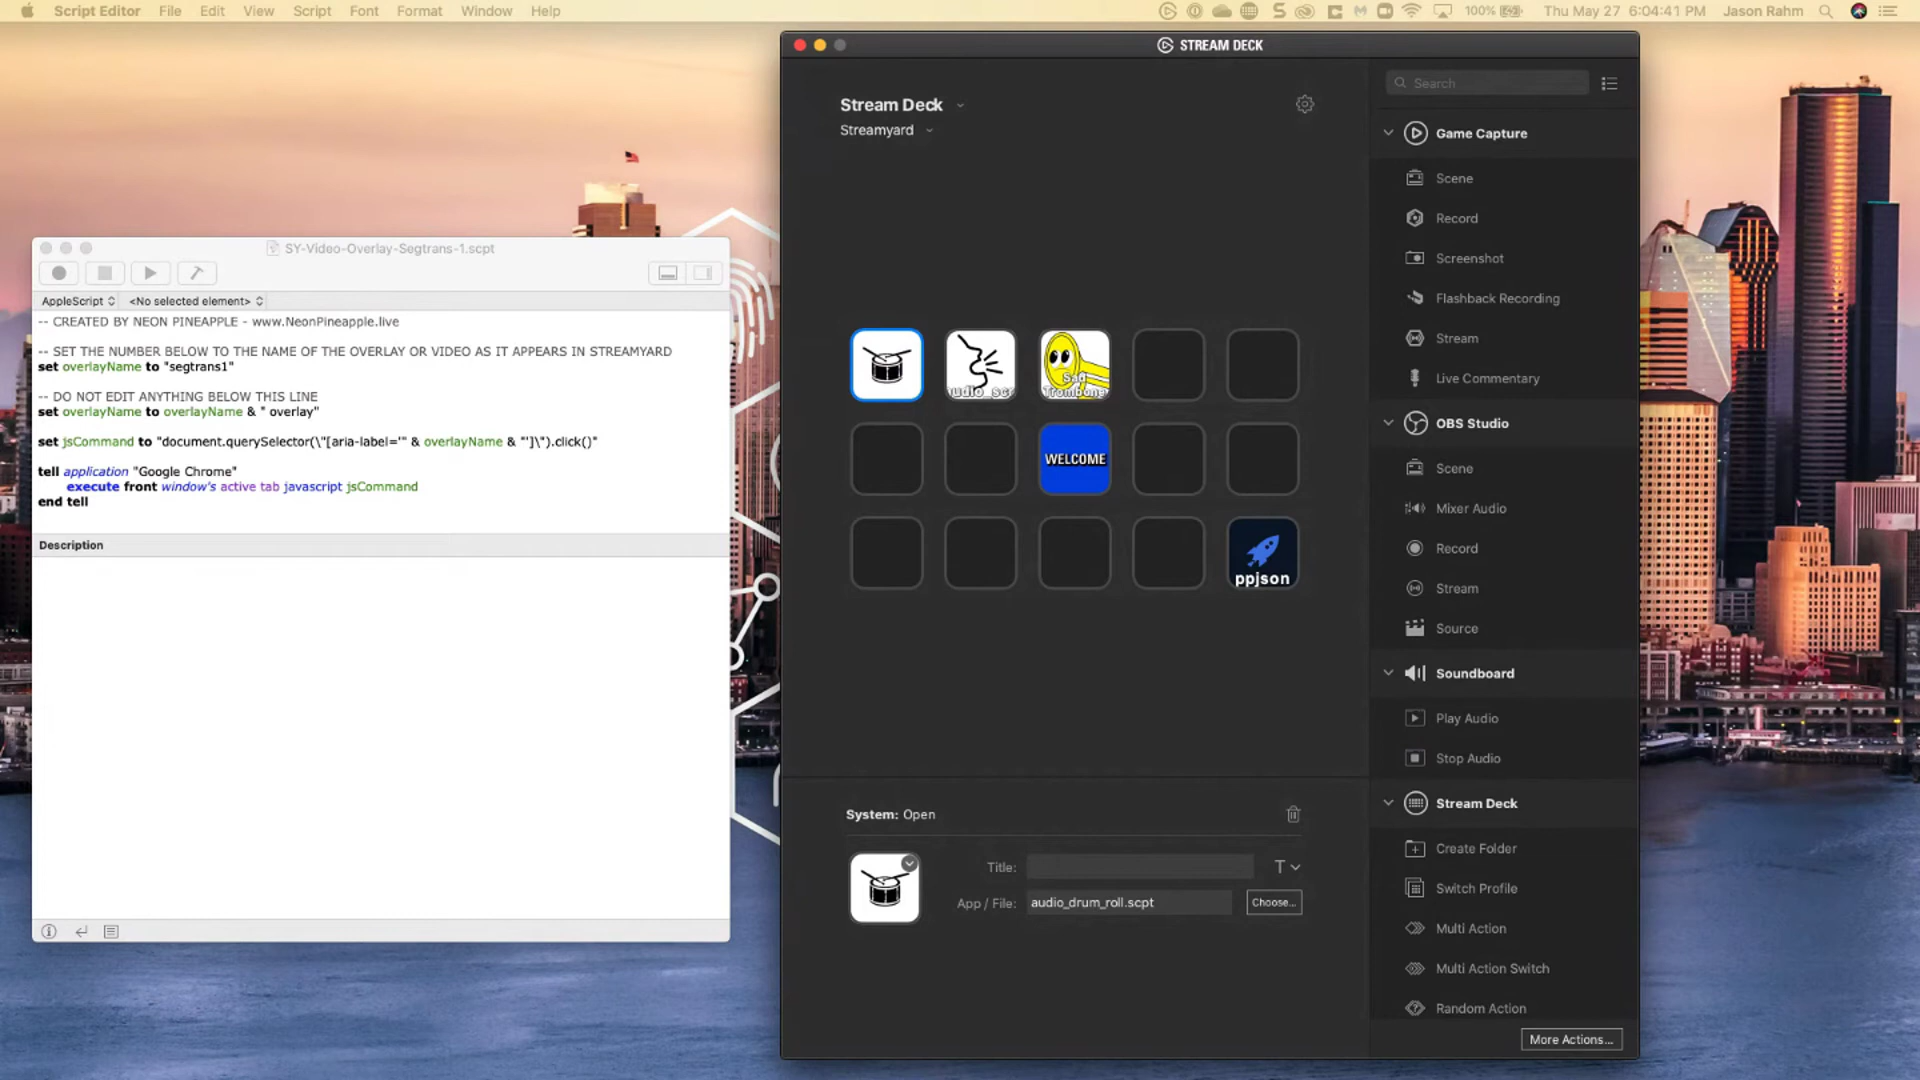 Script Editor File Edit View Script Font Format Window Help
100% Thu May 27 6:04:41 PM Jason Rahm
SY-Video-Overlay-Segtrans-1.scpt
AppleScript <No selected element>
-- CREATED BY NEON PINEAPPLE - www.NeonPineapple.live
-- SET THE NUMBER BELOW TO THE NAME OF THE OVERLAY OR VIDEO AS IT APPEARS IN STREAMYARD
set overlayName to "segtrans1"
-- DO NOT EDIT ANYTHING BELOW THIS LINE
set overlayName to overlayName & " overlay"
set jsCommand to "document.querySelector(\"[aria-label='" & overlayName & "']\").click()"
tell application "Google Chrome"
execute front window's active tab javascript jsCommand
end tell
Description
STREAM DECK
Stream Deck
Streamyard
Sad
Trombone
WELCOME
ppjson
System: Open
Title:
T
App / File: audio_drum_roll.scpt Choose...
Search
Game Capture
Scene
Record
Screenshot
Flashback Recording
Stream
Live Commentary
OBS Studio
Scene
Mixer Audio
Record
Stream
Source
Soundboard
Play Audio
Stop Audio
Stream Deck
Create Folder
Switch Profile
Multi Action
Multi Action Switch
Random Action
More Actions...